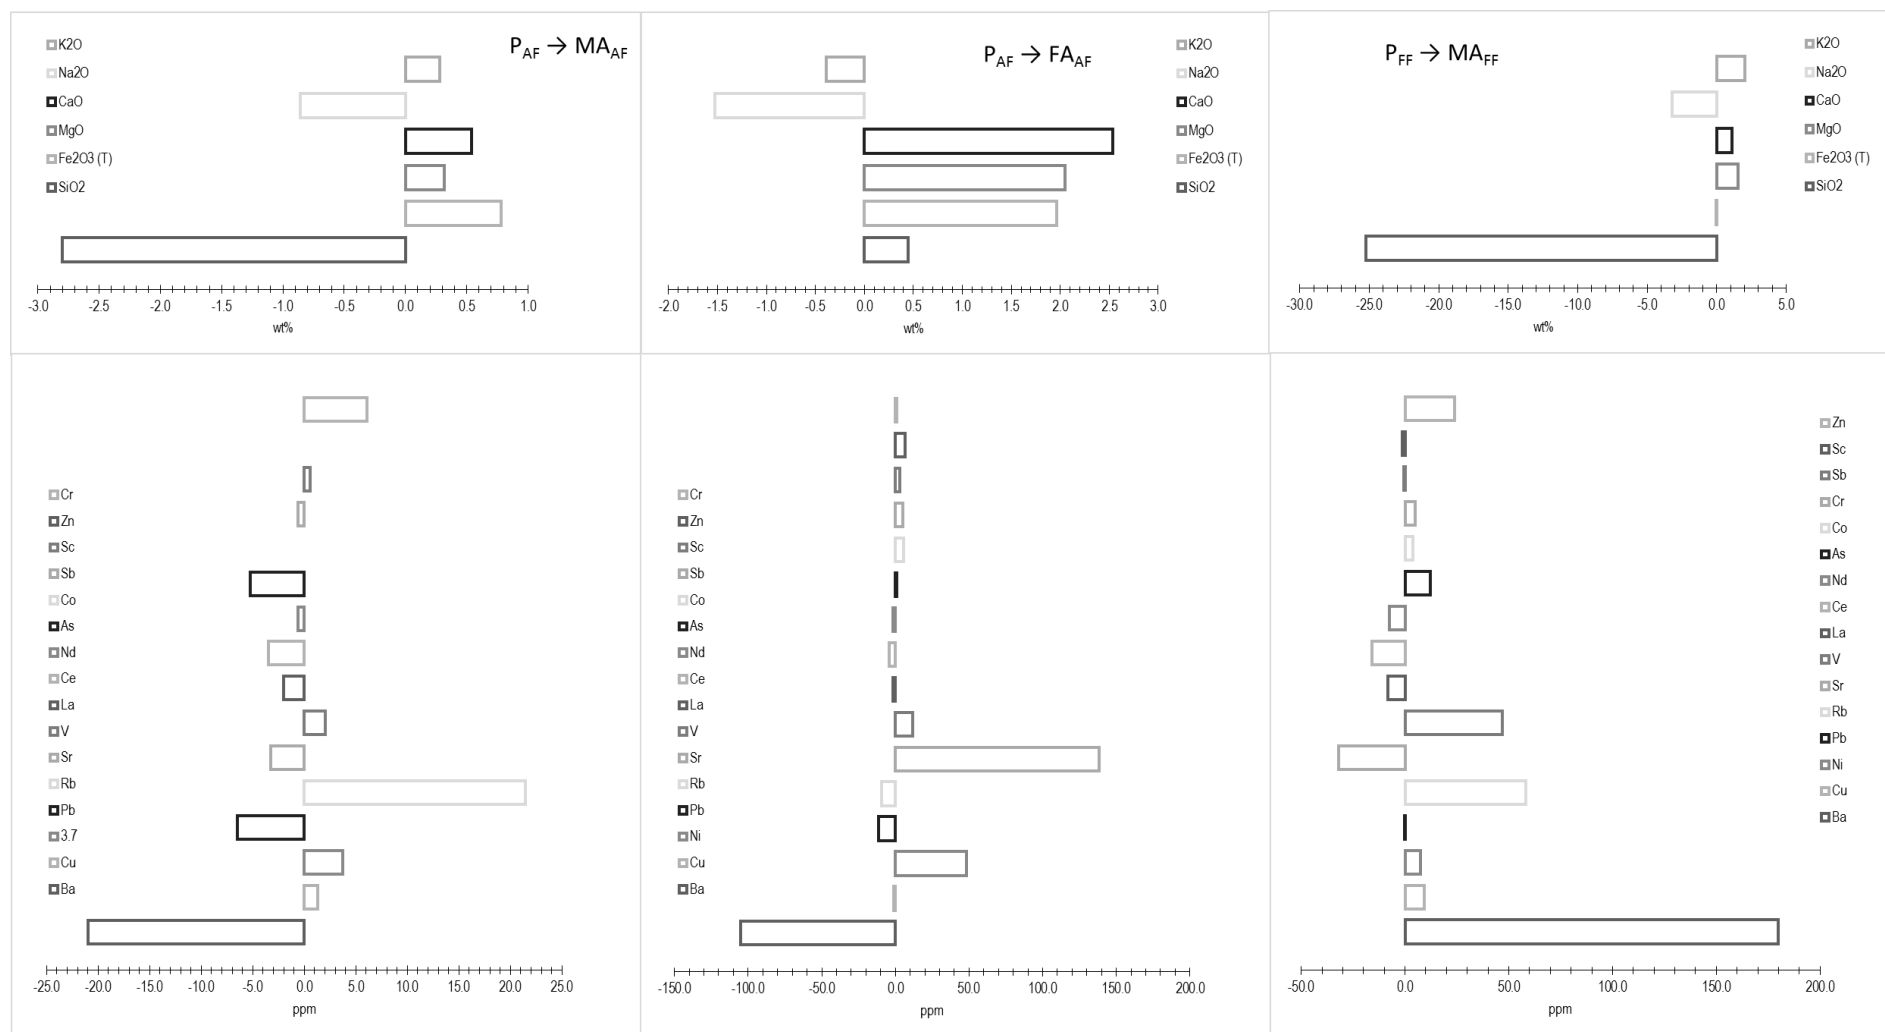 P_AF → MA_AF
K2O
Na2O
CaO
MgO
Fe2O3 (T)
SiO2
-3.0 -2.5 -2.0 -1.5 -1.0 -0.5 0.0 0.5 1.0
wt%
P_AF → FA_AF
K2O
Na2O
CaO
MgO
Fe2O3 (T)
SiO2
-2.0 -1.5 -1.0 -0.5 0.0 0.5 1.0 1.5 2.0 2.5 3.0
wt%
P_FF → MA_FF
K2O
Na2O
CaO
MgO
Fe2O3 (T)
SiO2
-30.0 -25.0 -20.0 -15.0 -10.0 -5.0 0.0 5.0
wt%
Cr
Zn
Sc
Sb
Co
As
Nd
Ce
La
V
Sr
Rb
Pb
3.7
Cu
Ba
-25.0 -20.0 -15.0 -10.0 -5.0 0.0 5.0 10.0 15.0 20.0 25.0
ppm
Cr
Zn
Sc
Sb
Co
As
Nd
Ce
La
V
Sr
Rb
Pb
Ni
Cu
Ba
-150.0 -100.0 -50.0 0.0 50.0 100.0 150.0 200.0
ppm
Zn
Sc
Sb
Cr
Co
As
Nd
Ce
La
V
Sr
Rb
Pb
Ni
Cu
Ba
-50.0 0.0 50.0 100.0 150.0 200.0
ppm